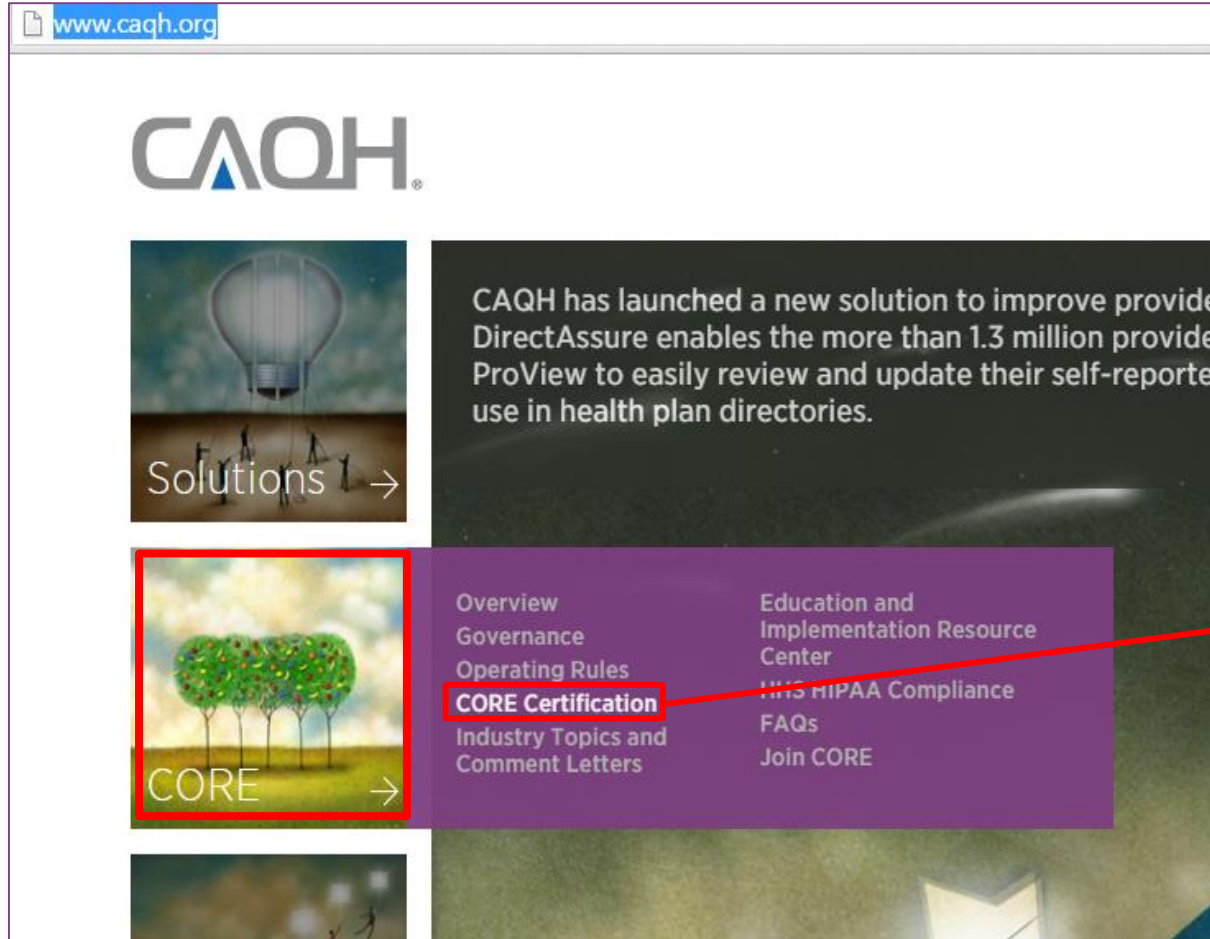 www.caqh.org
CAQH®
CAQH has launched a new solution to improve provide
DirectAssure enables the more than 1.3 million provide
ProView to easily review and update their self-reporte
use in health plan directories.
Solutions →
Overview
Governance
Operating Rules
CORE Certification
Industry Topics and
Comment Letters
Education and
Implementation Resource
Center
HHS HIPAA Compliance
FAQs
Join CORE
CORE →